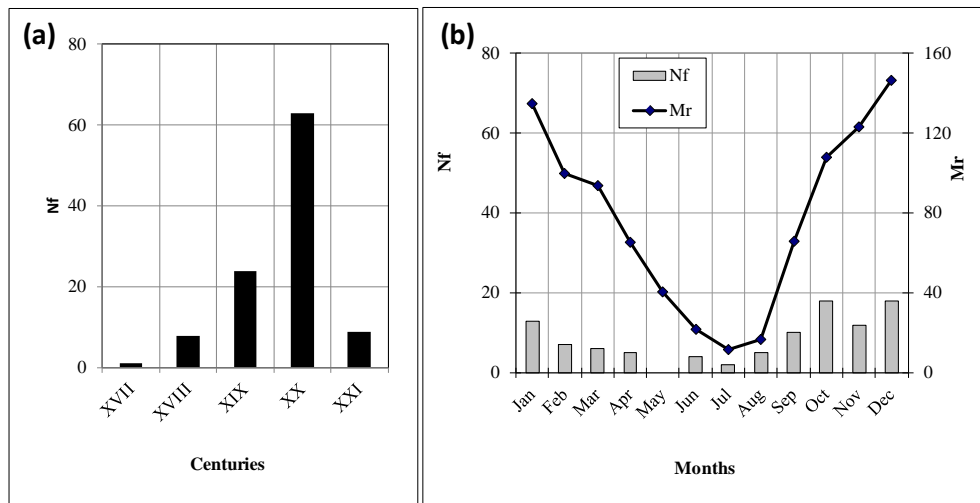 (a)
80
60
40
20
0
Nf
XVII
XVIII
XIX
XX
XXI
Centuries
(b)
80
60
40
20
0
Nf
Nf
Mr
160
120
80
40
0
Mr
Jan
Feb
Mar
Apr
May
Jun
Jul
Aug
Sep
Oct
Nov
Dec
Months